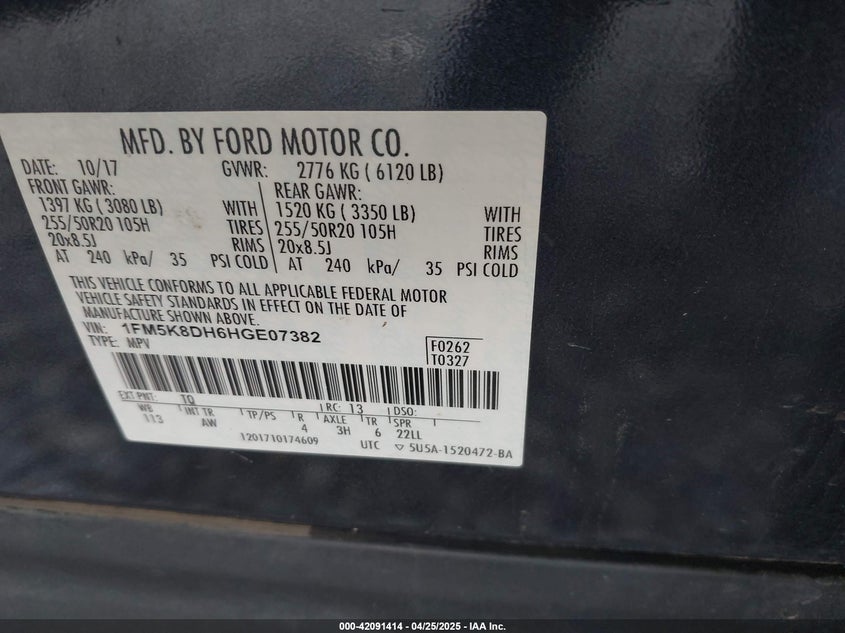 MFD. BY FORD MOTOR CO.
DATE: 10/17 GVWR: 2776 KG ( 6120 LB)
FRONT GAWR: REAR GAWR:
1397 KG ( 3080 LB) WITH 1520 KG ( 3350 LB) WITH
255/50R20 105H TIRES 255/50R20 105H TIRES
20x8.5J RIMS 20x8.5J RIMS
AT 240 kPa/ 35 PSI COLD AT 240 kPa/ 35 PSI COLD
THIS VEHICLE CONFORMS TO ALL APPLICABLE FEDERAL MOTOR
VEHICLE SAFETY STANDARDS IN EFFECT ON THE DATE OF
MANUFACTURE SHOWN ABOVE.
VIN: 1FM5K8DH6HGE07382
TYPE: MPV
F0262
T0327
EXT PNT: TQ RC: 13 DSO:
WB INT TR TP/PS R AXLE TR SPR
113 AW 4 3H 6 22LL
1201710174609 UTC ▽ 5U5A-1520472-BA
000-42091414 - 04/25/2025 - IAA Inc.